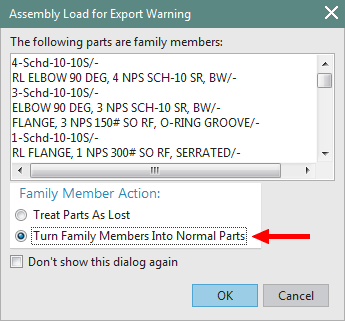 Assembly Load for Export Warning
The following parts are family members:
4-Schd-10-10S/-
RL ELBOW 90 DEG, 4 NPS SCH-10 SR, BW/-
3-Schd-10-10S/-
ELBOW 90 DEG, 3 NPS SCH-10 SR, BW/-
FLANGE, 3 NPS 150# SO RF, O-RING GROOVE/-
1-Schd-10-10S/-
RL FLANGE, 1 NPS 300# SO RF, SERRATED/-
Family Member Action:
Treat Parts As Lost
Turn Family Members Into Normal Parts
Don't show this dialog again
OK
Cancel